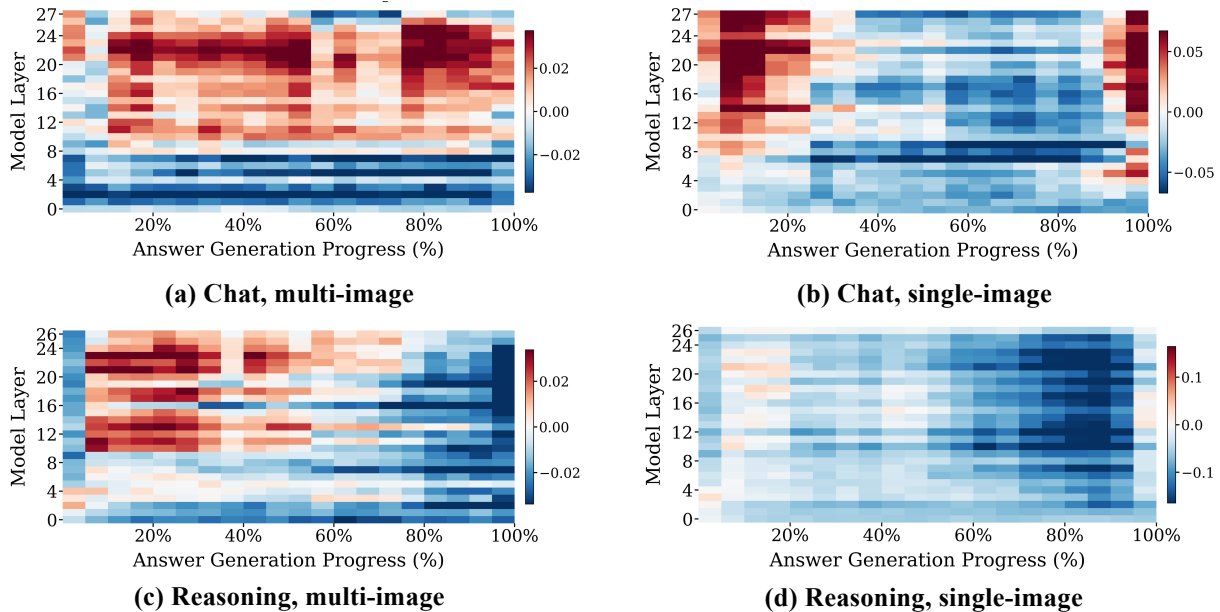 27
24
20
16
12
8
4
0
Model Layer
20% 40% 60% 80% 100%
Answer Generation Progress (%)
0.02
0.00
−0.02
(a) Chat, multi-image
27
24
20
16
12
8
4
0
Model Layer
20% 40% 60% 80% 100%
Answer Generation Progress (%)
0.05
0.00
−0.05
(b) Chat, single-image
26
24
20
16
12
8
4
0
Model Layer
20% 40% 60% 80% 100%
Answer Generation Progress (%)
0.02
0.00
−0.02
(c) Reasoning, multi-image
26
24
20
16
12
8
4
0
Model Layer
20% 40% 60% 80% 100%
Answer Generation Progress (%)
0.1
0.0
−0.1
(d) Reasoning, single-image